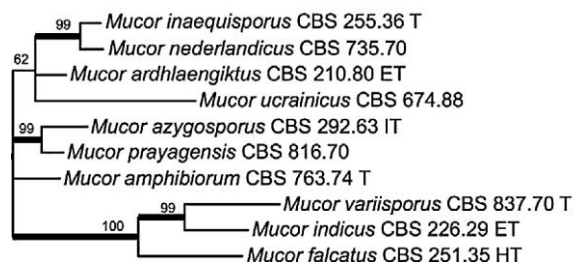 99
Mucor inaequisporus CBS 255.36 T
Mucor nederlandicus CBS 735.70
62
Mucor ardhlaengiktus CBS 210.80 ET
Mucor ucrainicus CBS 674.88
99
Mucor azygosporus CBS 292.63 IT
Mucor prayagensis CBS 816.70
Mucor amphibiorum CBS 763.74 T
Mucor variisporus CBS 837.70 T
99
100
Mucor indicus CBS 226.29 ET
Mucor falcatus CBS 251.35 HT